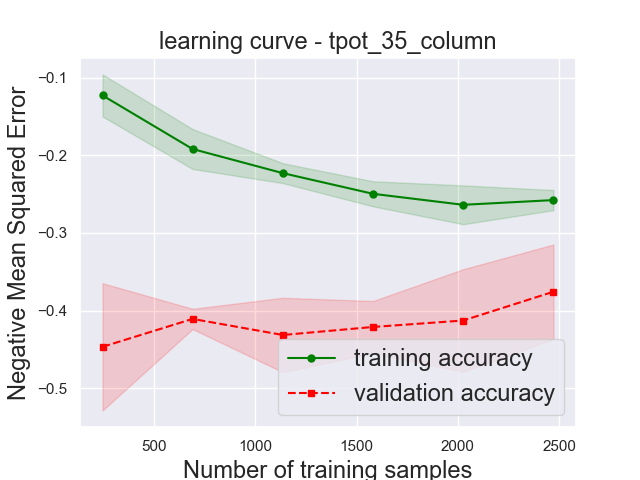 learning curve - tpot_35_column
Negative Mean Squared Error
−0.1
−0.2
−0.3
−0.4
−0.5
training accuracy
validation accuracy
500
1000
1500
2000
2500
Number of training samples